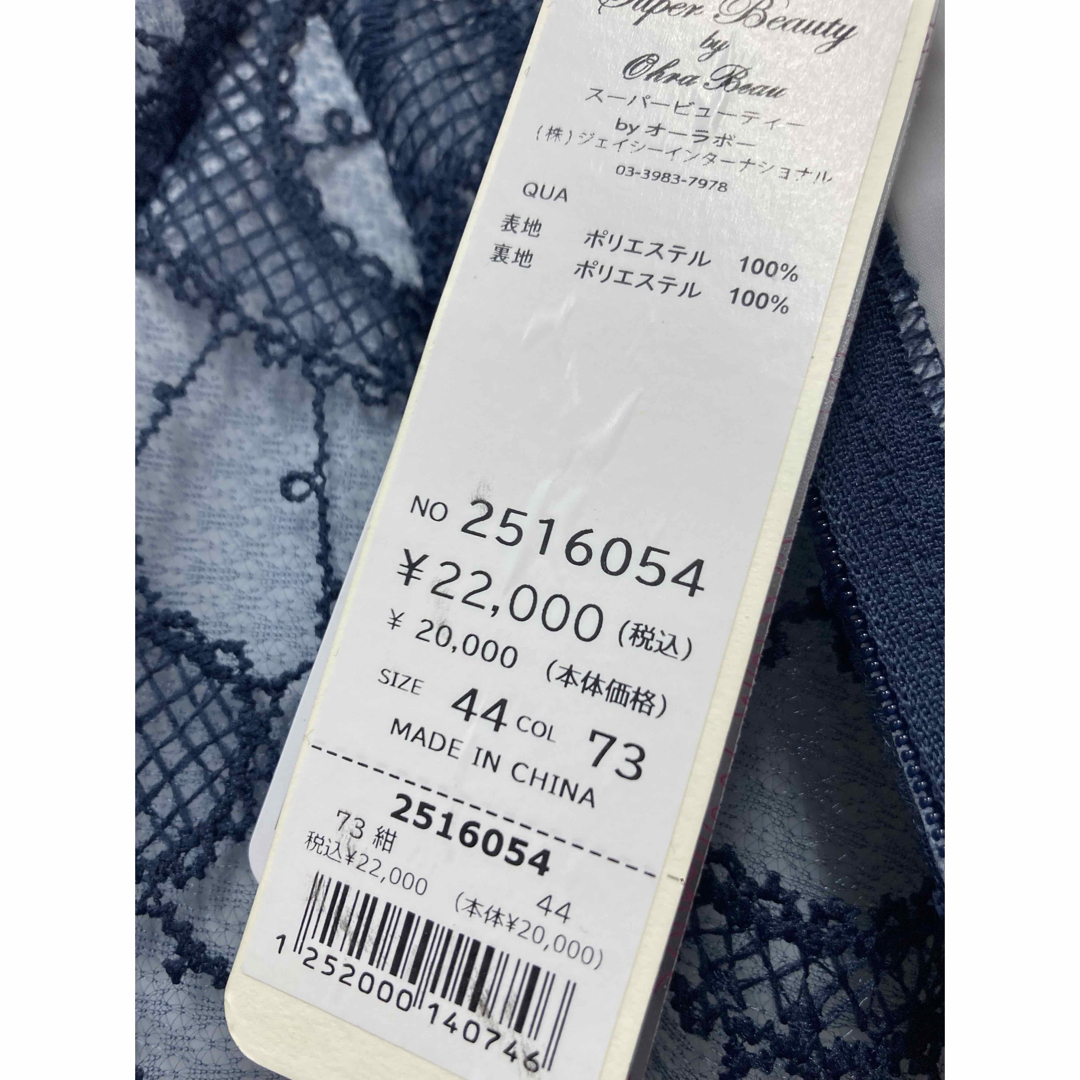 Super Beauty
by
Ohra Beau
スーパービューティー
by オーラボー
(株)ジェイシーインターナショナル
03-3983-7978
QUA
表地 ポリエステル 100%
裏地 ポリエステル 100%
NO 2516054
¥22,000 (税込)
¥ 20,000 (本体価格)
SIZE 44 COL 73
MADE IN CHINA
2516054
73 紺 44
税込¥22,000 (本体¥20,000)
1 252000 140746